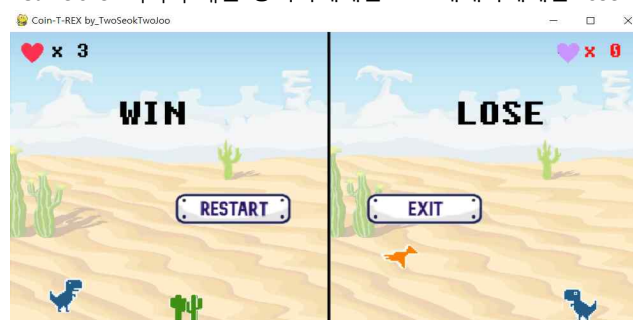 Coin-T-REX by_TwoSeokTwoJoo
x 3
x 0
WIN
LOSE
RESTART
EXIT